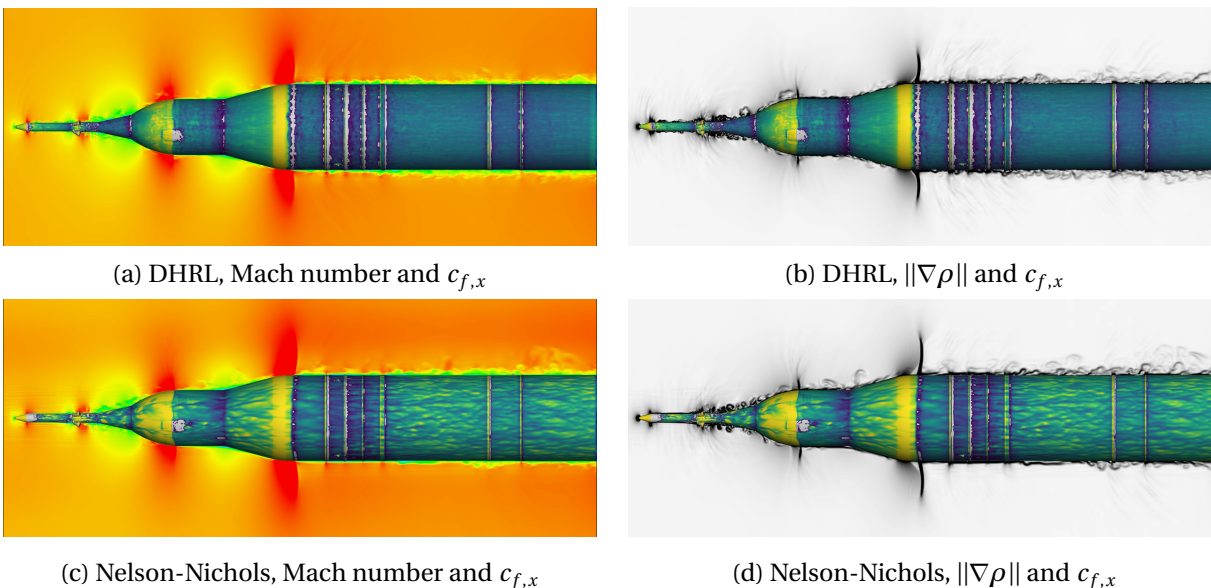 (a) DHRL, Mach number and c_{f,x}
(b) DHRL, ||∇ρ|| and c_{f,x}
(c) Nelson-Nichols, Mach number and c_{f,x}
(d) Nelson-Nichols, ||∇ρ|| and c_{f,x}